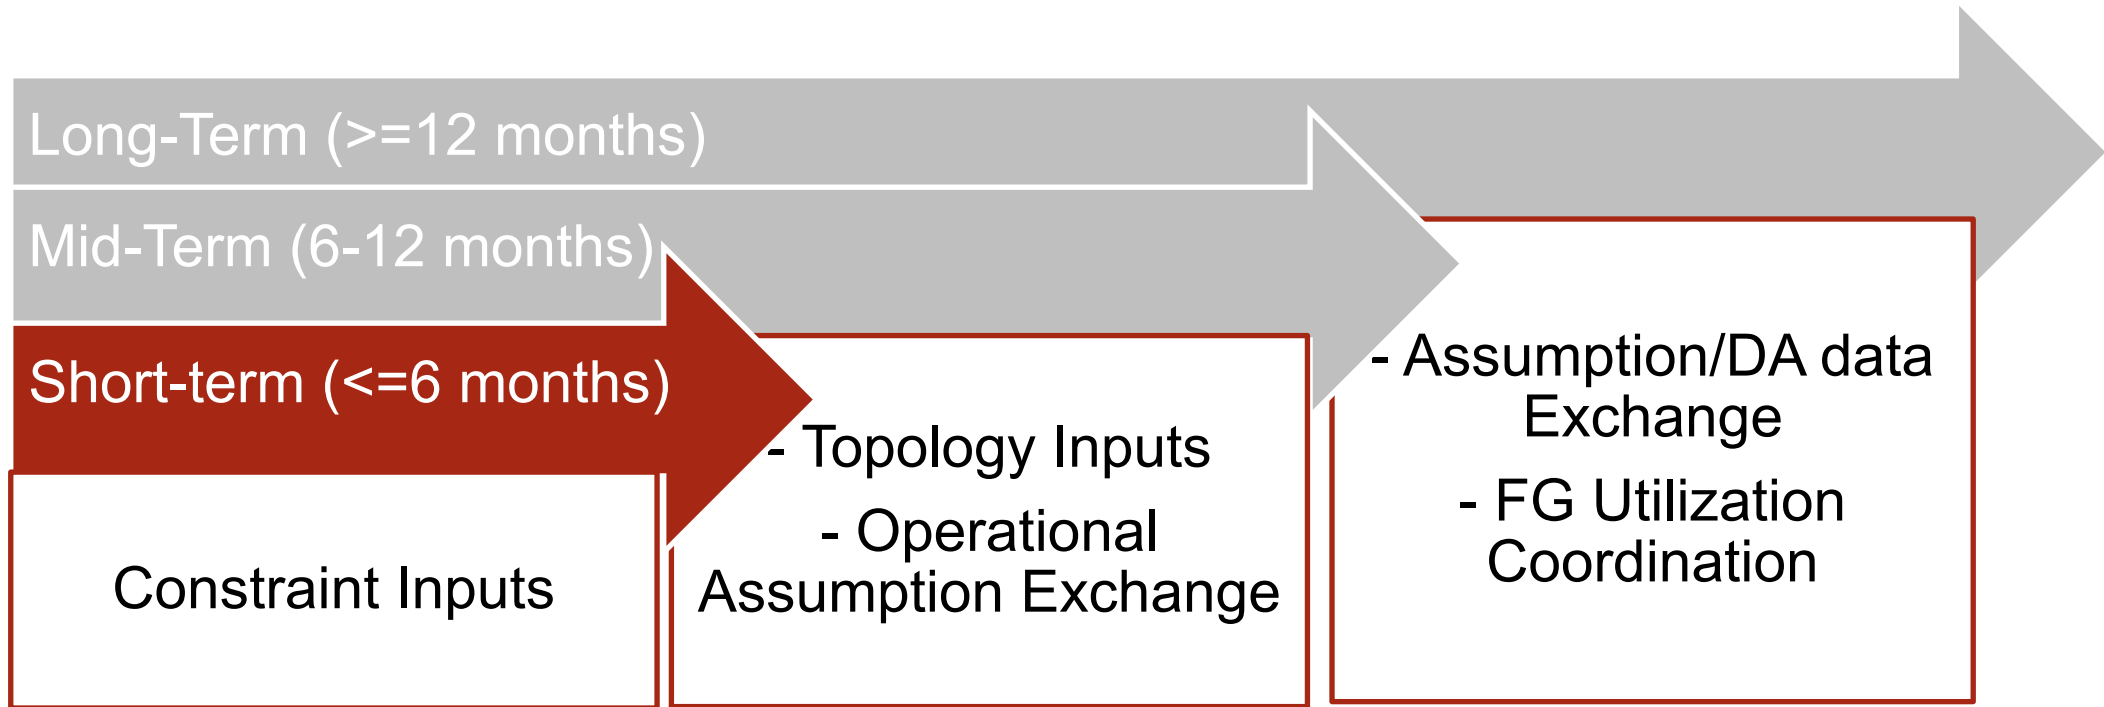 Long-Term (>=12 months)
Mid-Term (6-12 months)
Short-term (<=6 months)
Constraint Inputs
- Topology Inputs
- Operational
Assumption Exchange
- Assumption/DA data
Exchange
- FG Utilization
Coordination